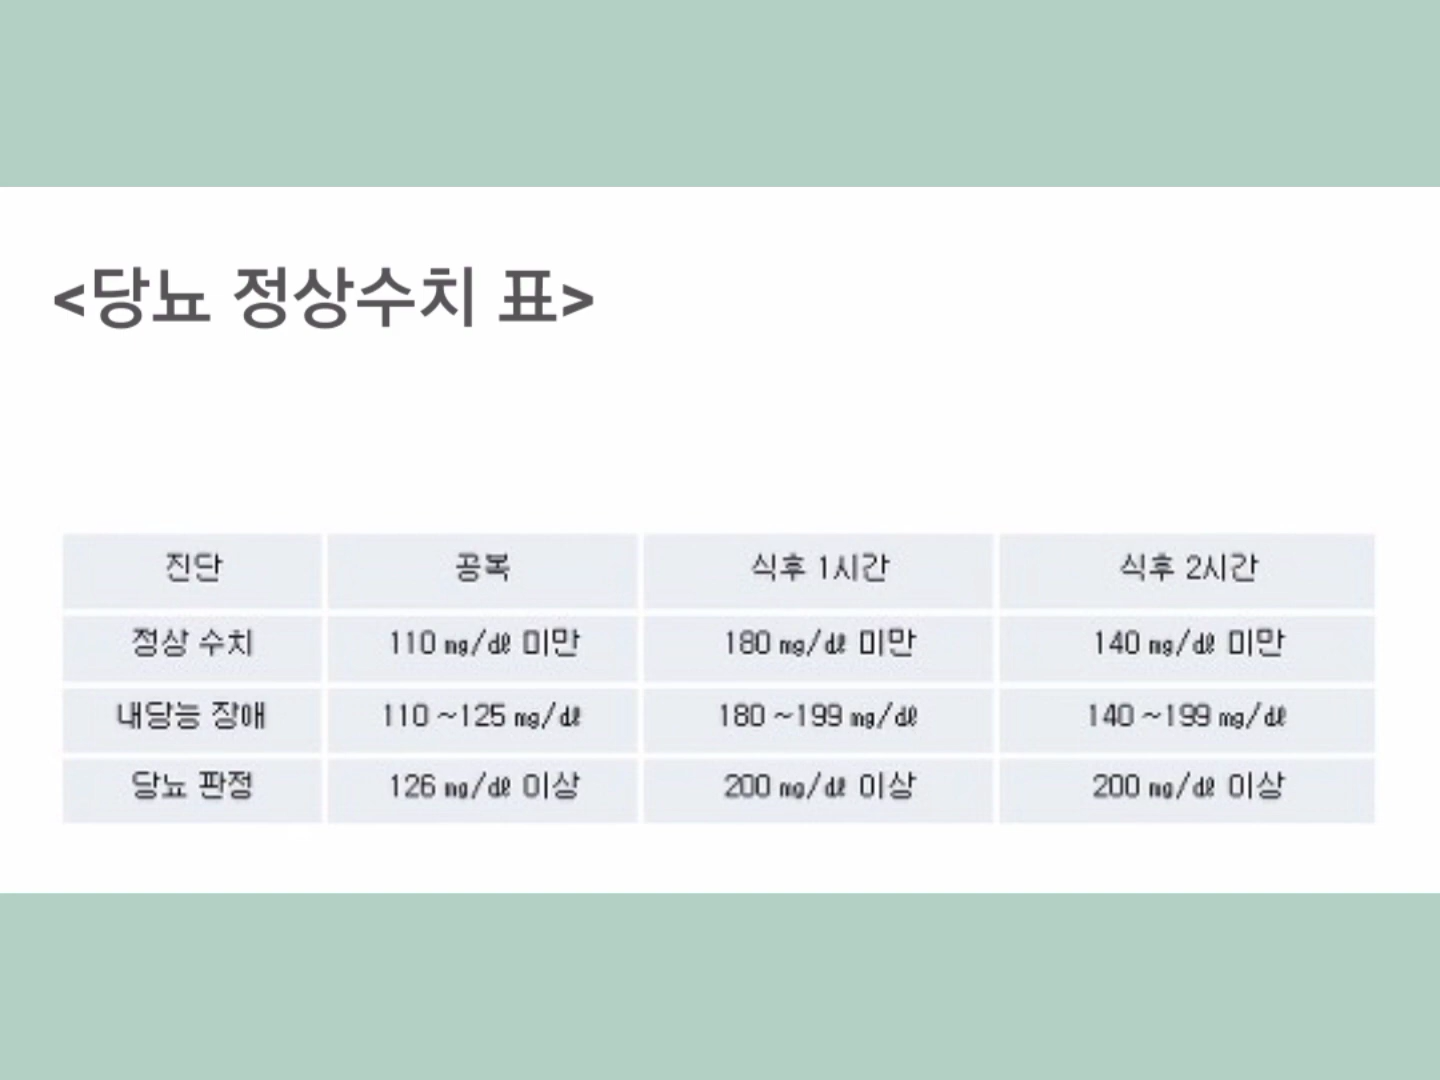 <당뇨 정상수치 표>
진단 공복 식후 1시간 식후 2시간
정상 수치 110 ㎎/㎗ 미만 180 ㎎/㎗ 미만 140 ㎎/㎗ 미만
내당능 장애 110 ~125 ㎎/㎗ 180 ~199 ㎎/㎗ 140 ~199 ㎎/㎗
당뇨 판정 126 ㎎/㎗ 이상 200 ㎎/㎗ 이상 200 ㎎/㎗ 이상